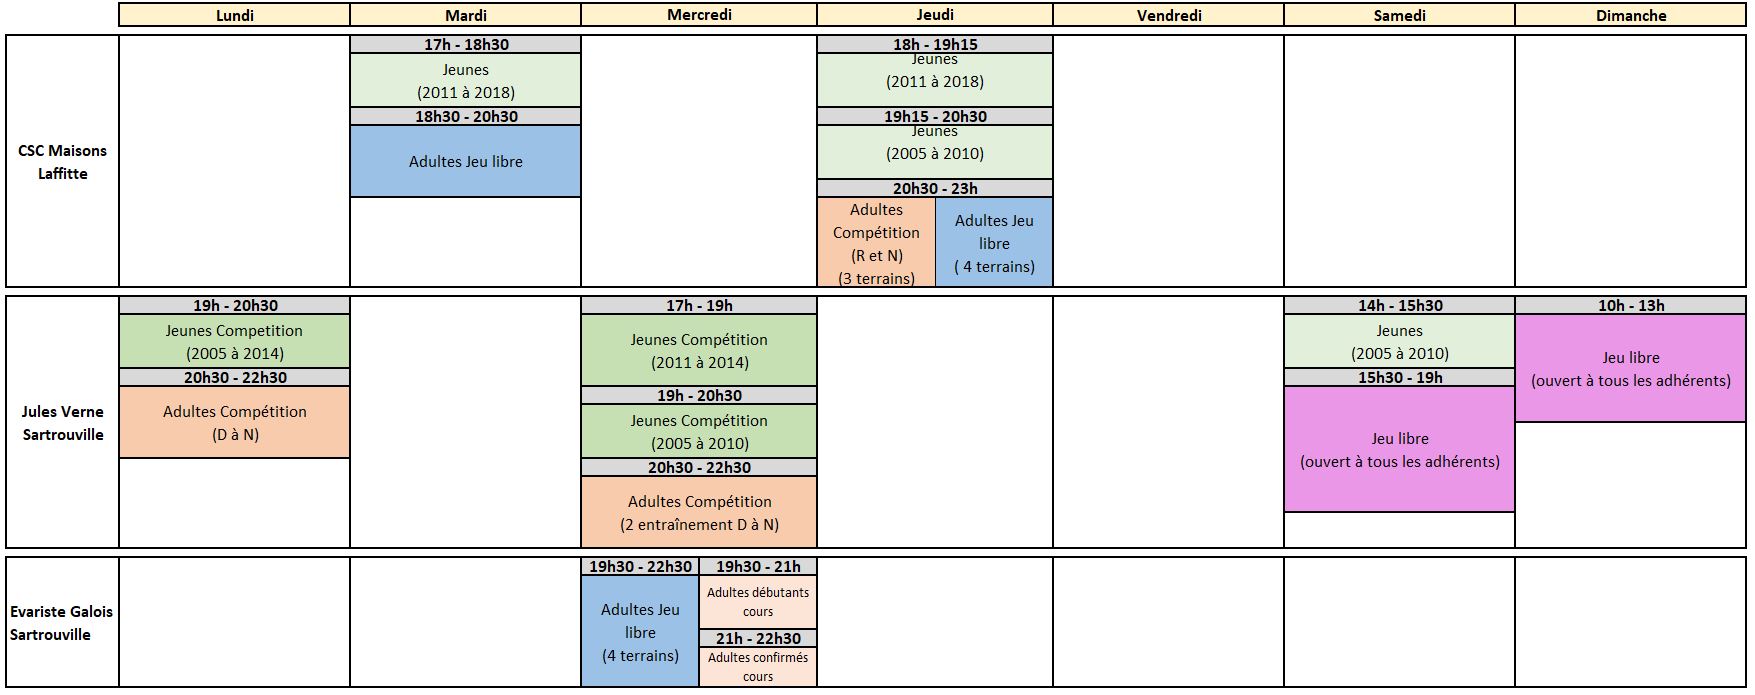 Lundi
Mardi
Mercredi
Jeudi
Vendredi
Samedi
Dimanche
CSC Maisons
Laffitte
17h - 18h30
Jeunes
(2011 à 2018)
18h30 - 20h30
Adultes Jeu libre
18h - 19h15
Jeunes
(2011 à 2018)
19h15 - 20h30
Jeunes
(2005 à 2010)
20h30 - 23h
Adultes
Compétition
(R et N)
(3 terrains)
Adultes Jeu
libre
( 4 terrains)
Jules Verne
Sartrouville
19h - 20h30
Jeunes Competition
(2005 à 2014)
20h30 - 22h30
Adultes Compétition
(D à N)
17h - 19h
Jeunes Compétition
(2011 à 2014)
19h - 20h30
Jeunes Compétition
(2005 à 2010)
20h30 - 22h30
Adultes Compétition
(2 entraînement D à N)
14h - 15h30
Jeunes
(2005 à 2010)
15h30 - 19h
Jeu libre
(ouvert à tous les adhérents)
10h - 13h
Jeu libre
(ouvert à tous les adhérents)
Evariste Galois
Sartrouville
19h30 - 22h30
Adultes Jeu
libre
(4 terrains)
19h30 - 21h
Adultes débutants
cours
21h - 22h30
Adultes confirmés
cours